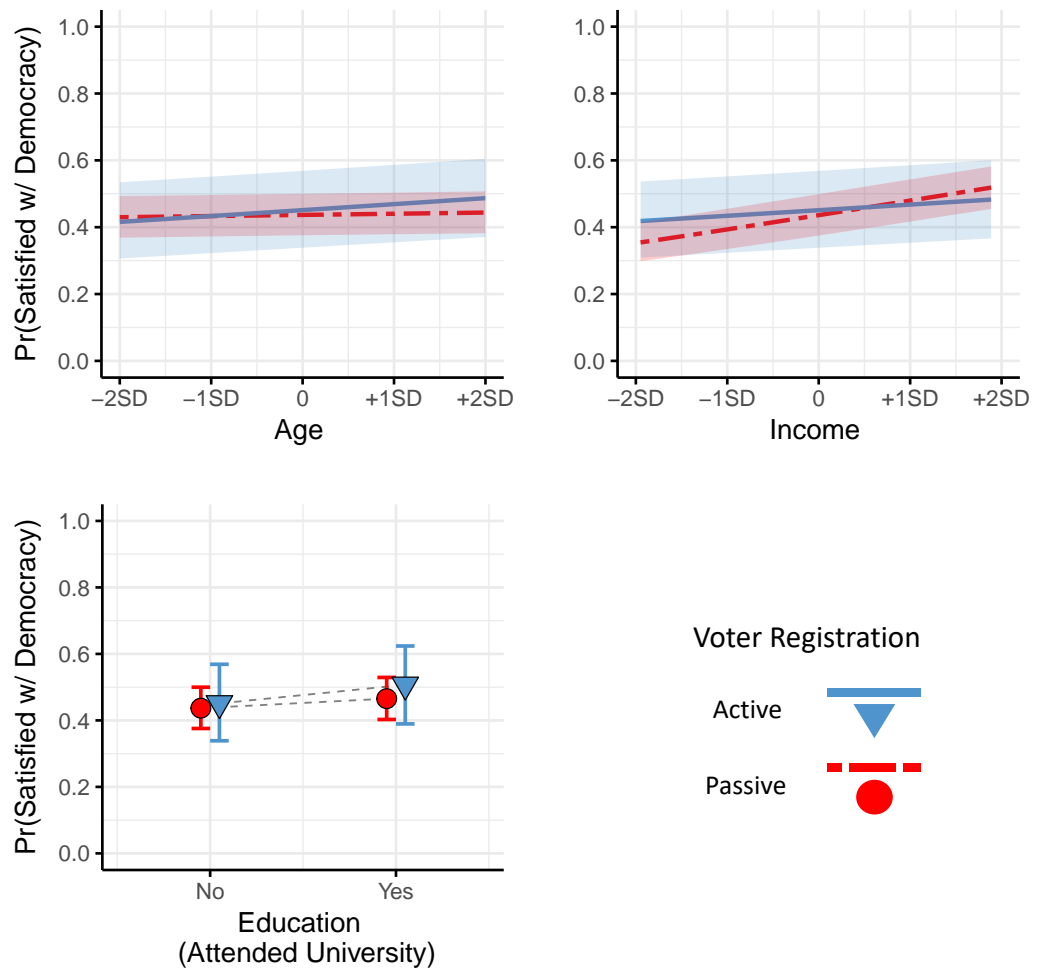 Pr(Satisfied w/ Democracy)
1.0
0.8
0.6
0.4
0.2
0.0
−2SD −1SD 0 +1SD +2SD
Age
1.0
0.8
0.6
0.4
0.2
0.0
−2SD −1SD 0 +1SD +2SD
Income
Pr(Satisfied w/ Democracy)
1.0
0.8
0.6
0.4
0.2
0.0
No Yes
Education
(Attended University)
Voter Registration
Active
Passive